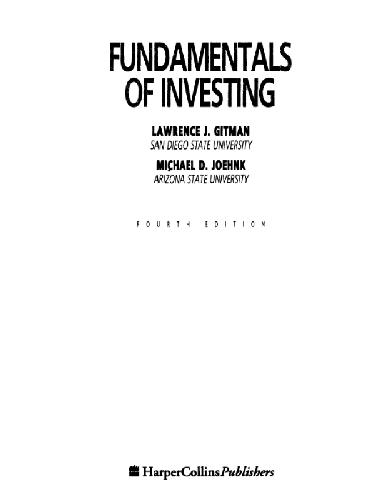 FUNDAMENTALS
OF INVESTING
LAWRENCE J. GITMAN
SAN DIEGO STATE UNIVERSITY
MICHAEL D. JOEHNK
ARIZONA STATE UNIVERSITY
FOURTH EDITION
HarperCollinsPublishers